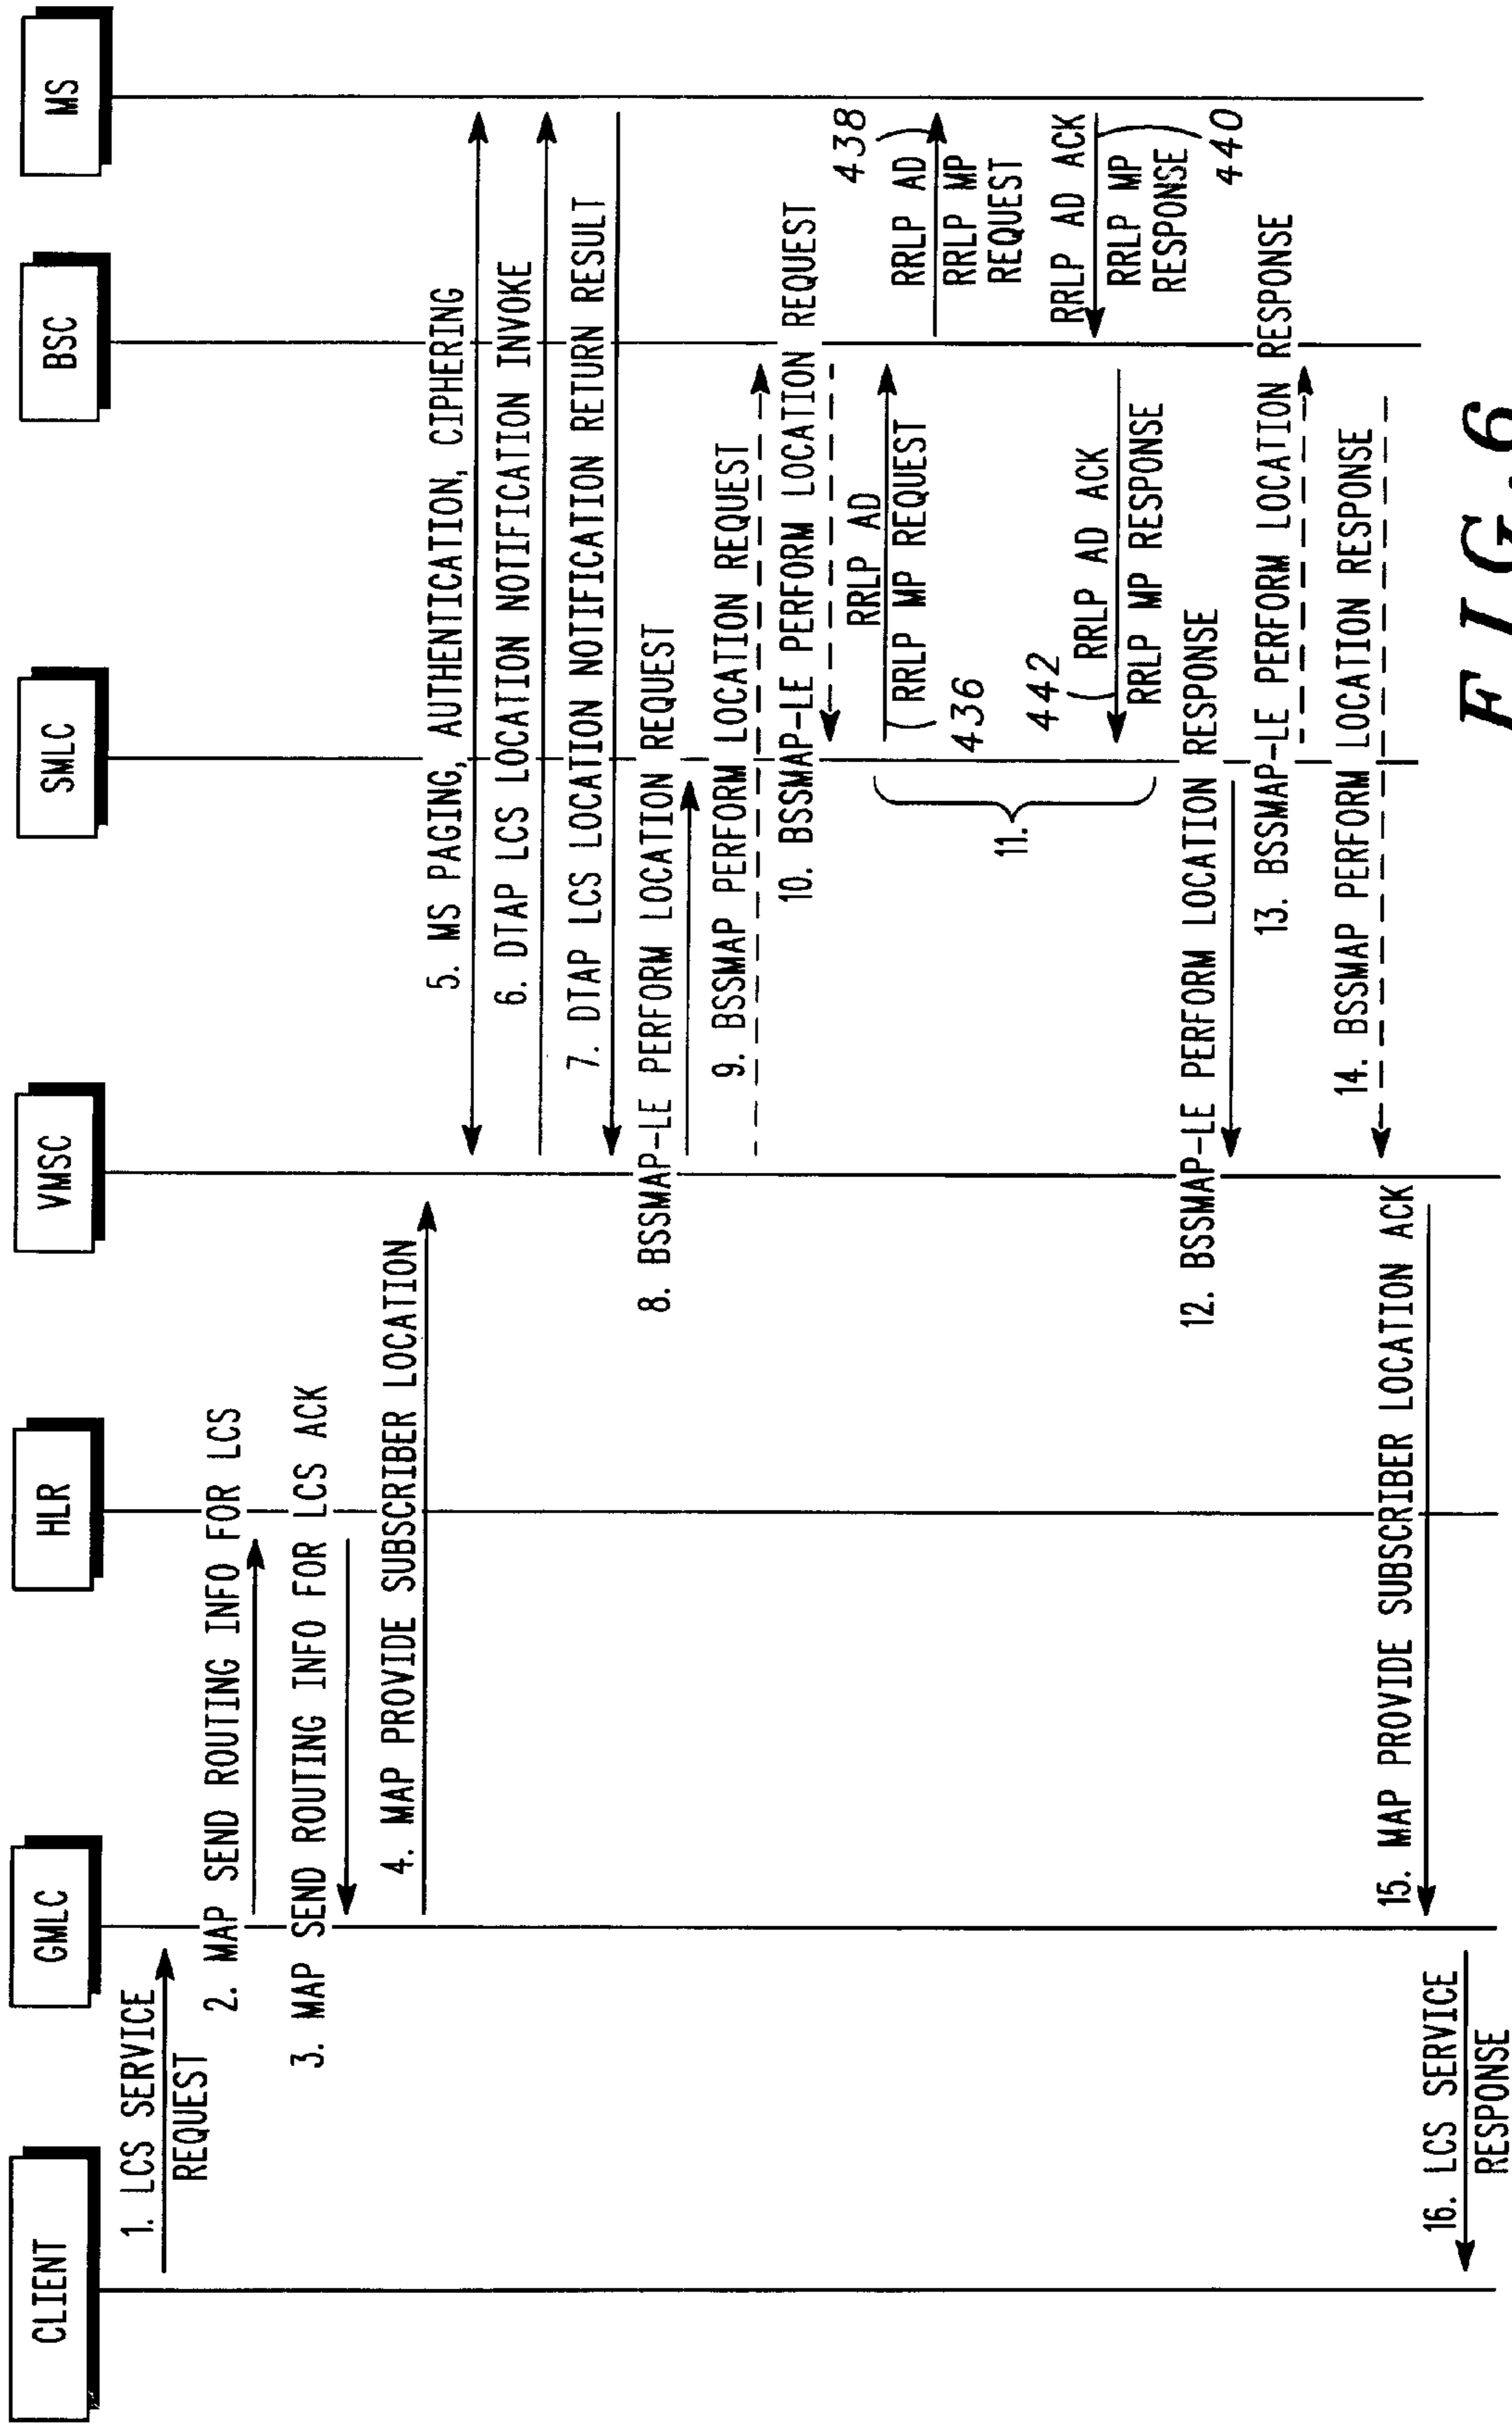 CLIENT
GMLC
HLR
VMSC
SMLC
BSC
MS
1. LCS SERVICE
REQUEST
2. MAP SEND ROUTING INFO FOR LCS
3. MAP SEND ROUTING INFO FOR LCS ACK
4. MAP PROVIDE SUBSCRIBER LOCATION
5. MS PAGING, AUTHENTICATION, CIPHERING
6. DTAP LCS LOCATION NOTIFICATION INVOKE
7. DTAP LCS LOCATION NOTIFICATION RETURN RESULT
8. BSSMAP-LE PERFORM LOCATION REQUEST
9. BSSMAP PERFORM LOCATION REQUEST
10. BSSMAP-LE PERFORM LOCATION REQUEST
RRLP AD
RRLP MP REQUEST
436
438
RRLP AD
RRLP MP
REQUEST
11.
RRLP AD ACK
RRLP MP
RESPONSE
440
442
RRLP AD ACK
RRLP MP RESPONSE
12. BSSMAP-LE PERFORM LOCATION RESPONSE
13. BSSMAP-LE PERFORM LOCATION RESPONSE
14. BSSMAP PERFORM LOCATION RESPONSE
15. MAP PROVIDE SUBSCRIBER LOCATION ACK
16. LCS SERVICE
RESPONSE
FIG.6